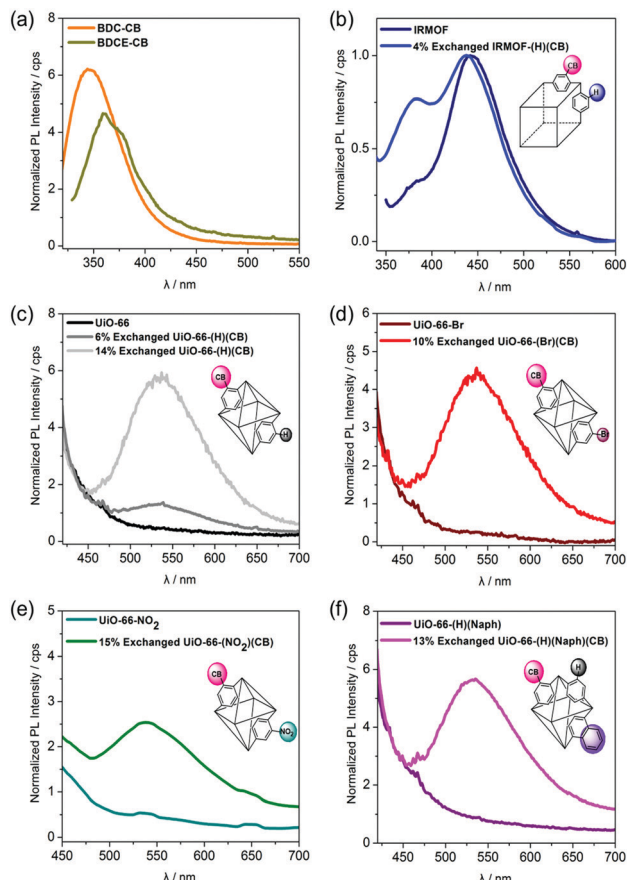 (a)
BDC-CB
BDCE-CB
Normalized PL Intensity / cps
8
6
4
2
0
350 400 450 500 550
λ / nm
(b)
IRMOF
4% Exchanged IRMOF-(H)(CB)
CB
H
Normalized PL Intensity / cps
1.0
0.5
0.0
350 400 450 500 550 600
λ / nm
(c)
UiO-66
6% Exchanged UiO-66-(H)(CB)
14% Exchanged UiO-66-(H)(CB)
CB
H
Normalized PL Intensity / cps
8
6
4
2
0
450 500 550 600 650 700
λ / nm
(d)
UiO-66-Br
10% Exchanged UiO-66-(Br)(CB)
CB
Br
Normalized PL Intensity / cps
6
5
4
3
2
1
0
450 500 550 600 650 700
λ / nm
(e)
UiO-66-NO2
15% Exchanged UiO-66-(NO2)(CB)
CB
NO2
Normalized PL Intensity / cps
5
4
3
2
1
0
450 500 550 600 650 700
λ / nm
(f)
UiO-66-(H)(Naph)
13% Exchanged UiO-66-(H)(Naph)(CB)
CB
H
Normalized PL Intensity / cps
8
6
4
2
0
450 500 550 600 650 700
λ / nm